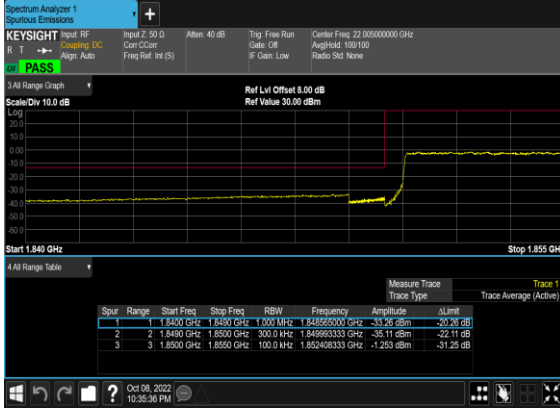 Spectrum Analyzer 1
Spurious Emissions
+
KEYSIGHT Input: RF Input Z: 50 Ω Atten: 40 dB Trig: Free Run Center Freq: 22.005000000 GHz
R T Coupling: DC Corr CCorr Gate: Off Avg|Hold: 100/100
Align: Auto Freq Ref: Int (S) IF Gain: Low Radio Std: None
PASS
3 All Range Graph
Ref Lvl Offset 8.00 dB
Scale/Div 10.0 dB Ref Value 30.00 dBm
Log
20.0
10.0
0.00
-10.0
-20.0
-30.0
-40.0
-50.0
-60.0
Start 1.840 GHz Stop 1.855 GH
4 All Range Table
Measure Trace Trace 1
Trace Type Trace Average (Active)
Spur Range Start Freq Stop Freq RBW Frequency Amplitude ΔLimit
1 1 1.8400 GHz 1.8490 GHz 1.000 MHz 1.848565000 GHz -33.26 dBm -20.26 dB
2 2 1.8490 GHz 1.8500 GHz 300.0 kHz 1.849993333 GHz -35.11 dBm -22.11 dB
3 3 1.8500 GHz 1.8550 GHz 100.0 kHz 1.852408333 GHz -1.253 dBm -31.25 dB
?
Oct 08, 2022
10:35:36 PM